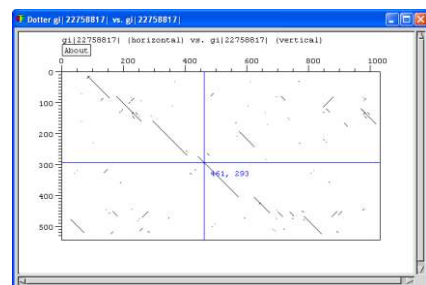 Dotter gi|22758817| vs. gi|22758817|
gi|22758817| (horizontal) vs. gi|22758817| (vertical)
About
0 200 400 600 800 1000
0
100
200
300
400
500
461, 293